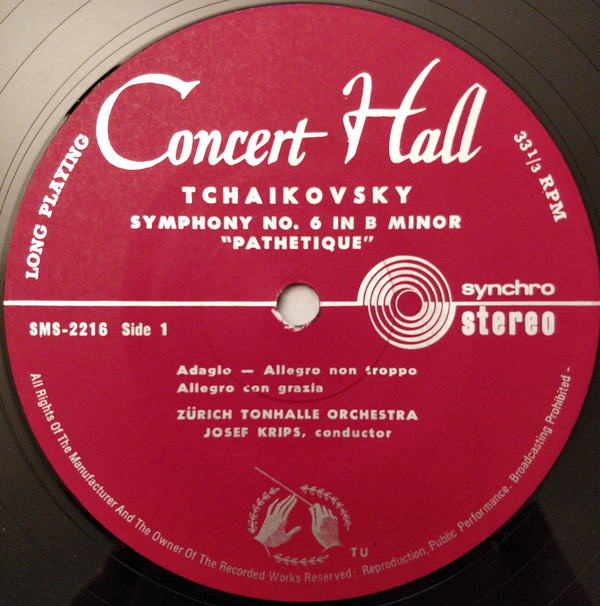 Concert Hall
LONG PLAYING
33 1/3 RPM
TCHAIKOVSKY
SYMPHONY NO. 6 IN B MINOR
"PATHETIQUE"
synchro
stereo
SMS-2216 Side 1
Adagio — Allegro non troppo
Allegro con grazia
ZÜRICH TONHALLE ORCHESTRA
JOSEF KRIPS, conductor
TU
All Rights Of The Manufacturer And The Owner Of The Recorded Works Reserved: Reproduction, Public Performance, Broadcasting Prohibited -